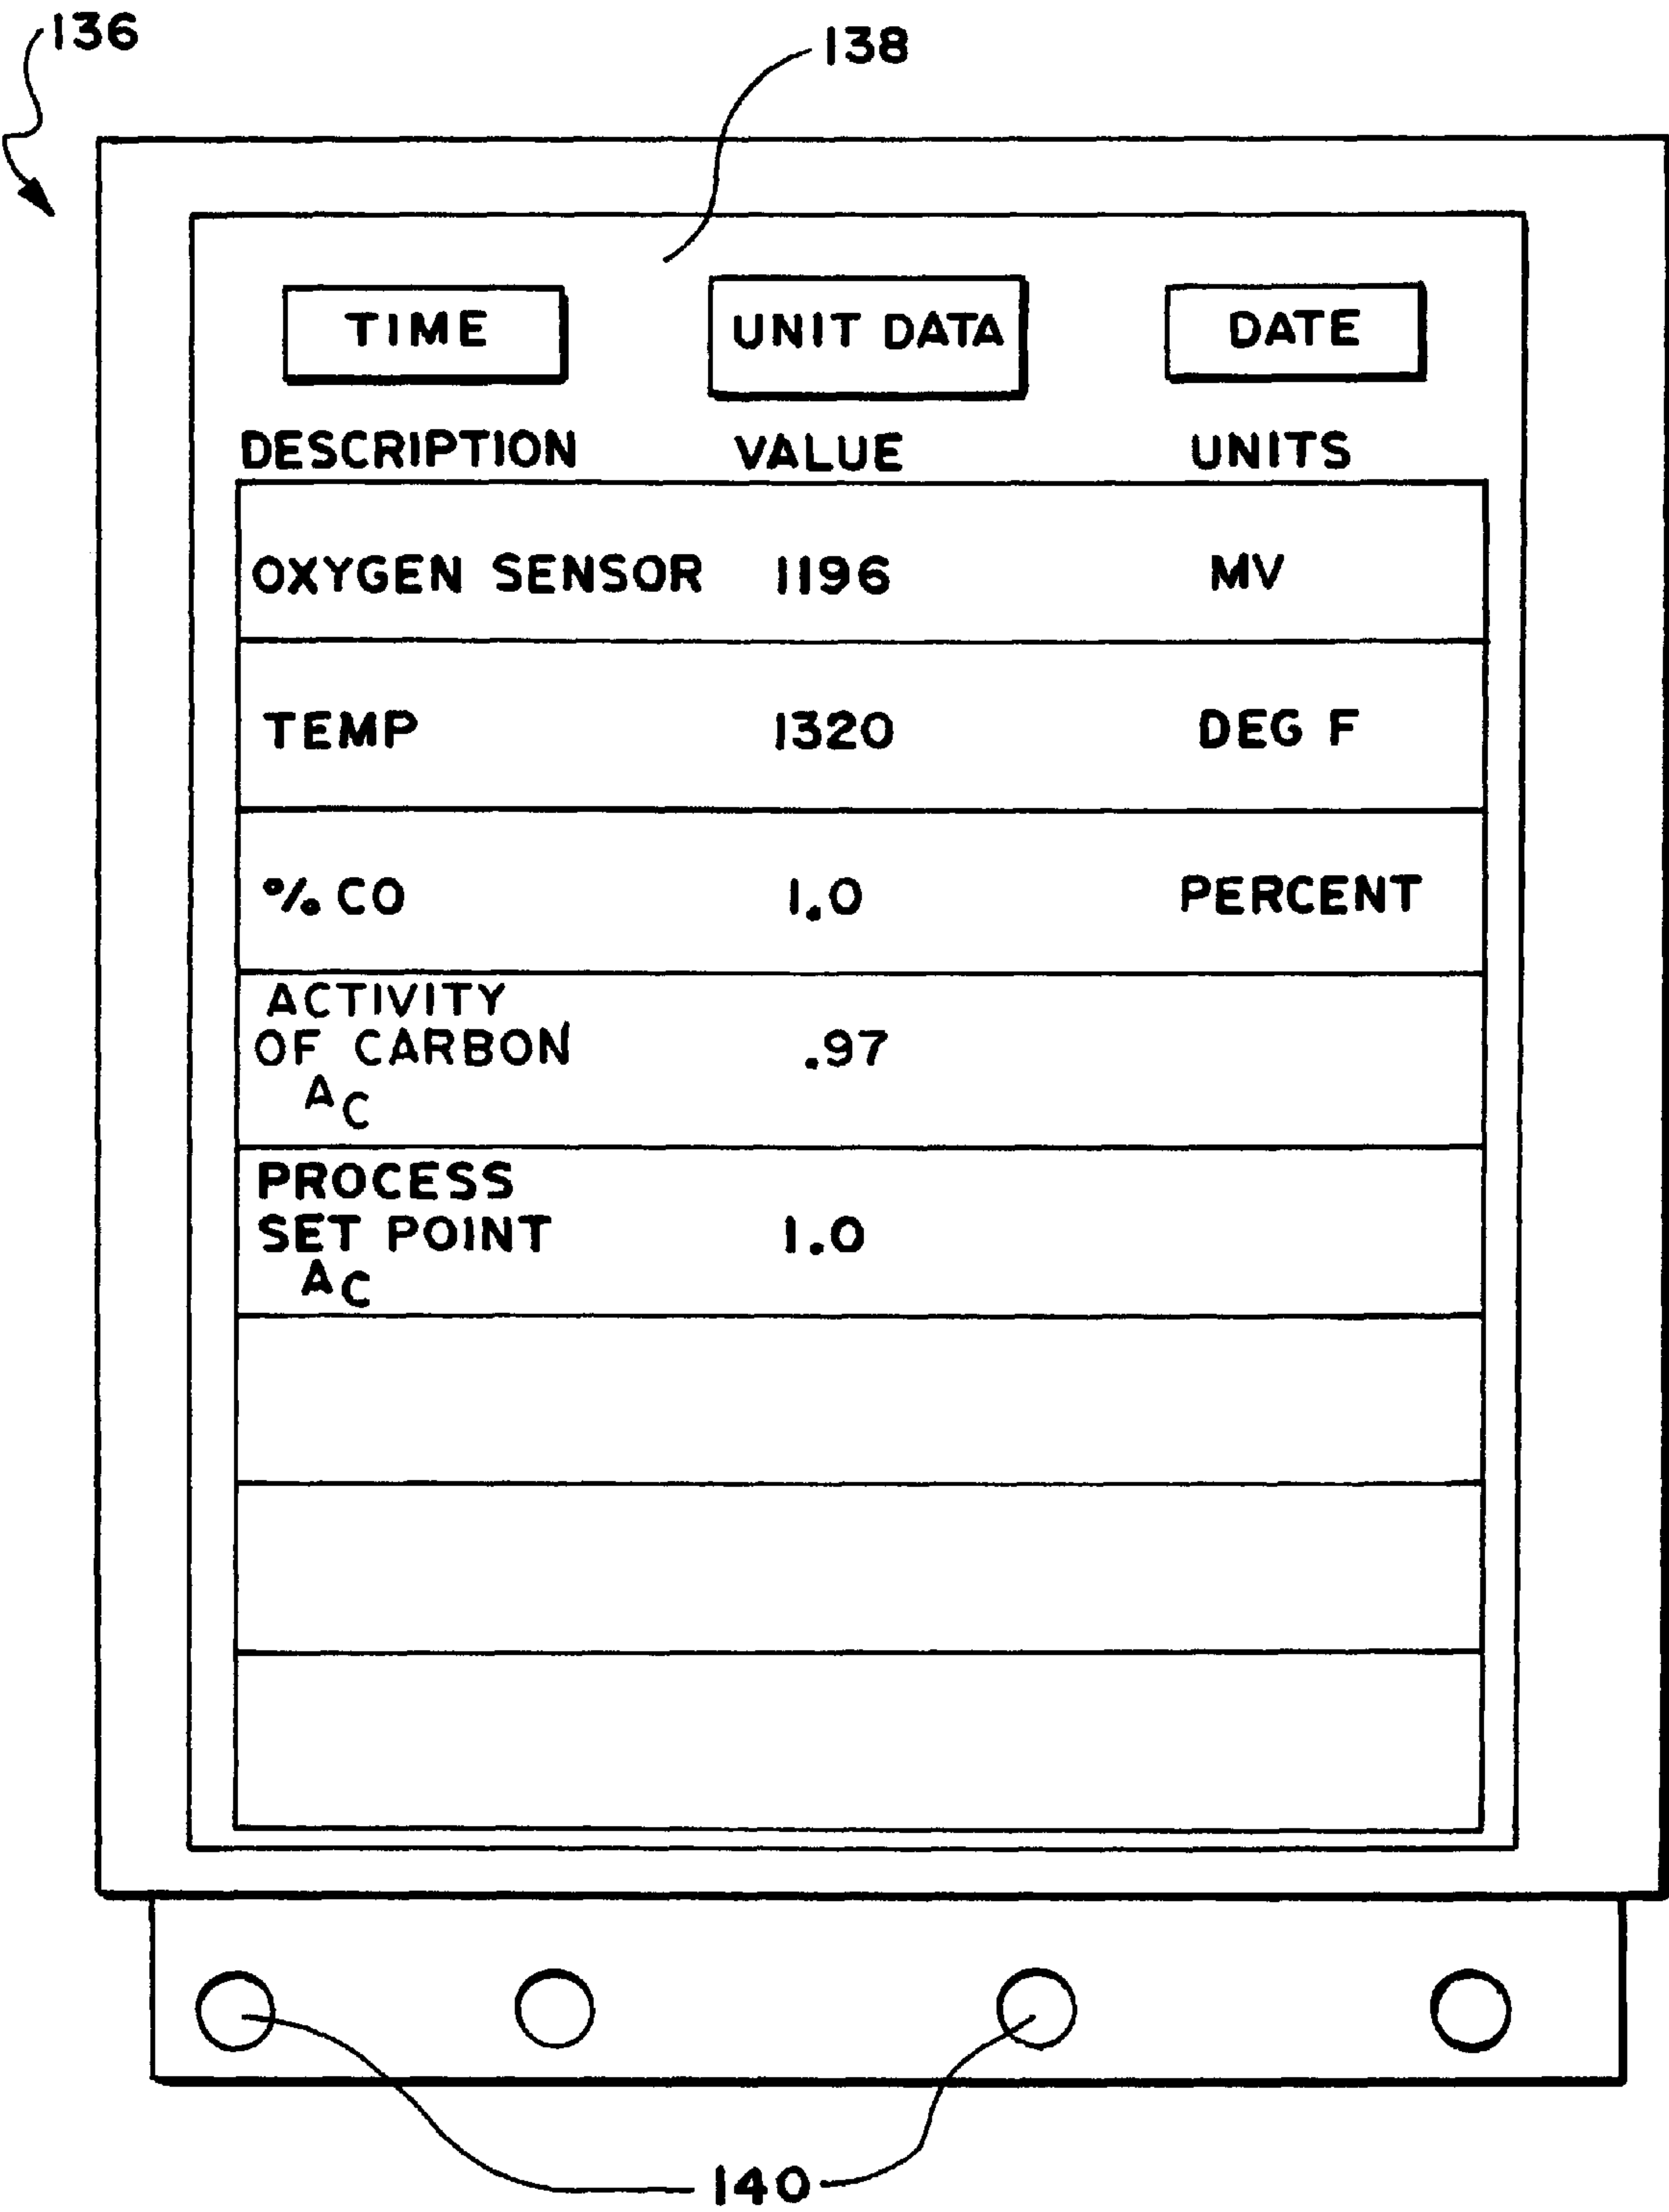 136
138
TIME UNIT DATA DATE
DESCRIPTION VALUE UNITS
OXYGEN SENSOR 1196 MV
TEMP 1320 DEG F
% CO 1.0 PERCENT
ACTIVITY
OF CARBON .97
AC
PROCESS
SET POINT 1.0
AC
140